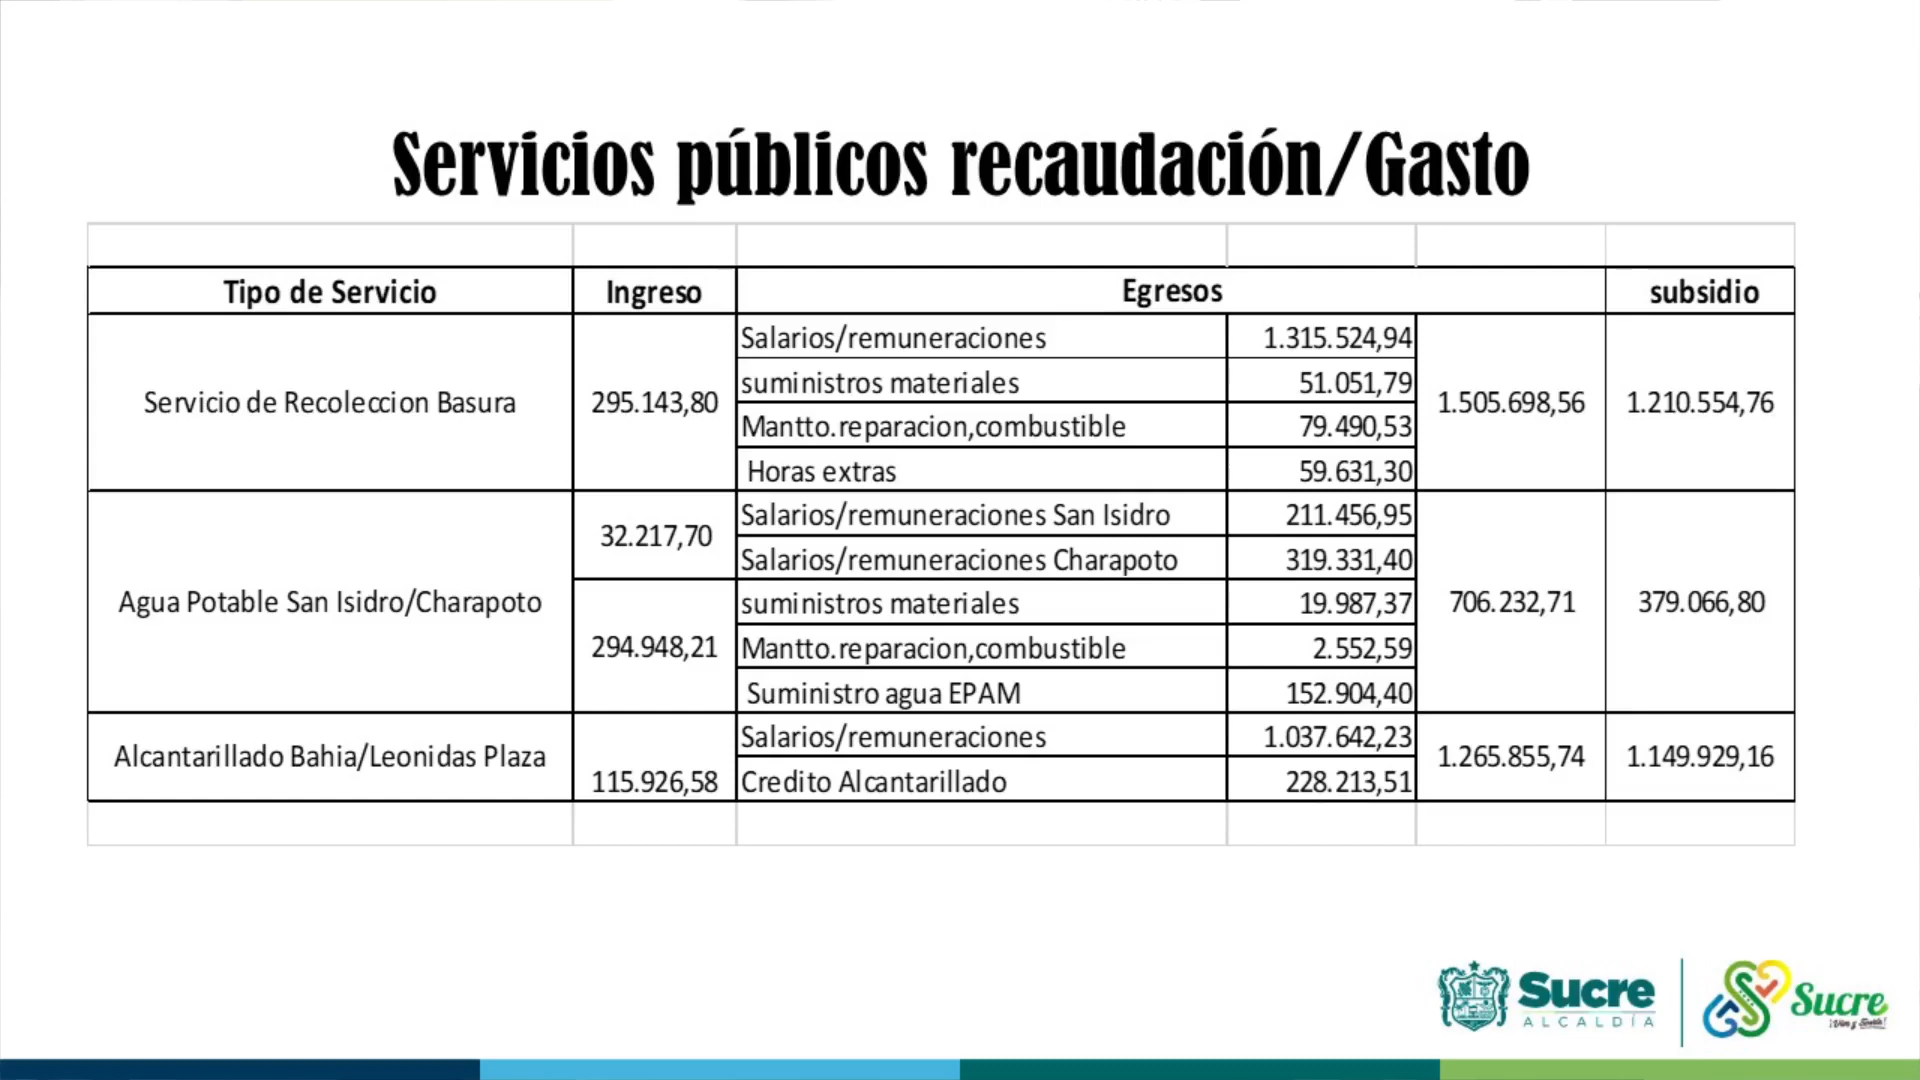 Servicios públicos recaudación/Gasto
Tipo de Servicio Ingreso Egresos subsidio
Servicio de Recoleccion Basura 295.143,80 Salarios/remuneraciones 1.315.524,94 1.505.698,56 1.210.554,76
suministros materiales 51.051,79
Mantto.reparacion,combustible 79.490,53
Horas extras 59.631,30
Agua Potable San Isidro/Charapoto 32.217,70 Salarios/remuneraciones San Isidro 211.456,95 706.232,71 379.066,80
Salarios/remuneraciones Charapoto 319.331,40
294.948,21 suministros materiales 19.987,37
Mantto.reparacion,combustible 2.552,59
Suministro agua EPAM 152.904,40
Alcantarillado Bahia/Leonidas Plaza 115.926,58 Salarios/remuneraciones 1.037.642,23 1.265.855,74 1.149.929,16
Credito Alcantarillado 228.213,51
Sucre
ALCALDÍA
Sucre